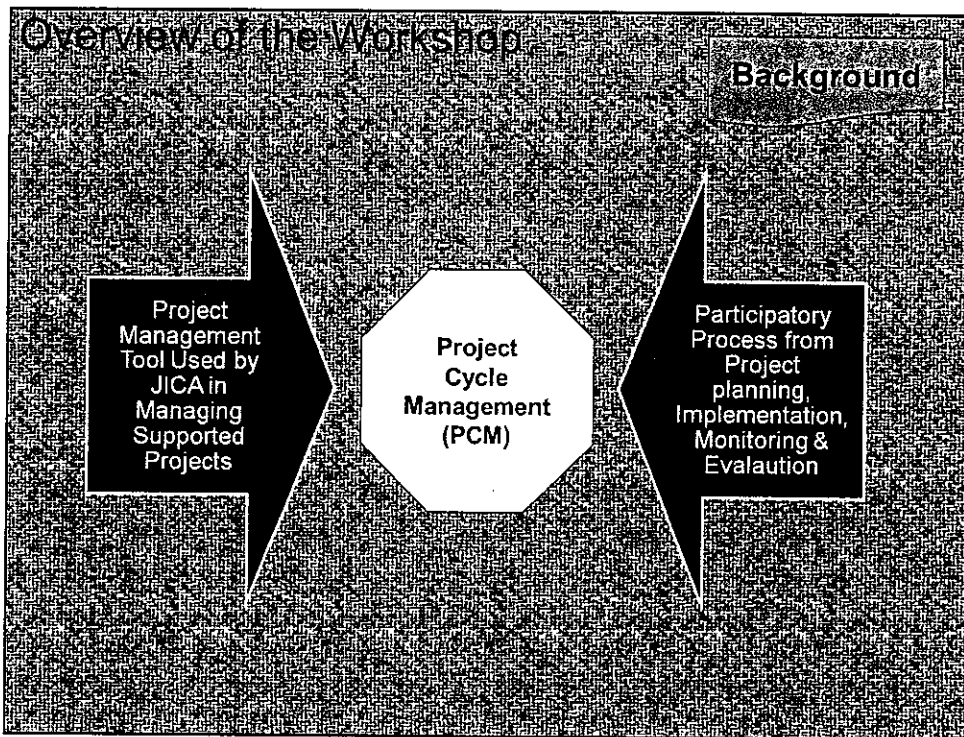 Overview of the Workshop
Background
Project
Management
Tool Used by
JICA in
Managing
Supported
Projects
Project
Cycle
Management
(PCM)
Participatory
Process from
Project
planning,
Implementation,
Monitoring &
Evalaution